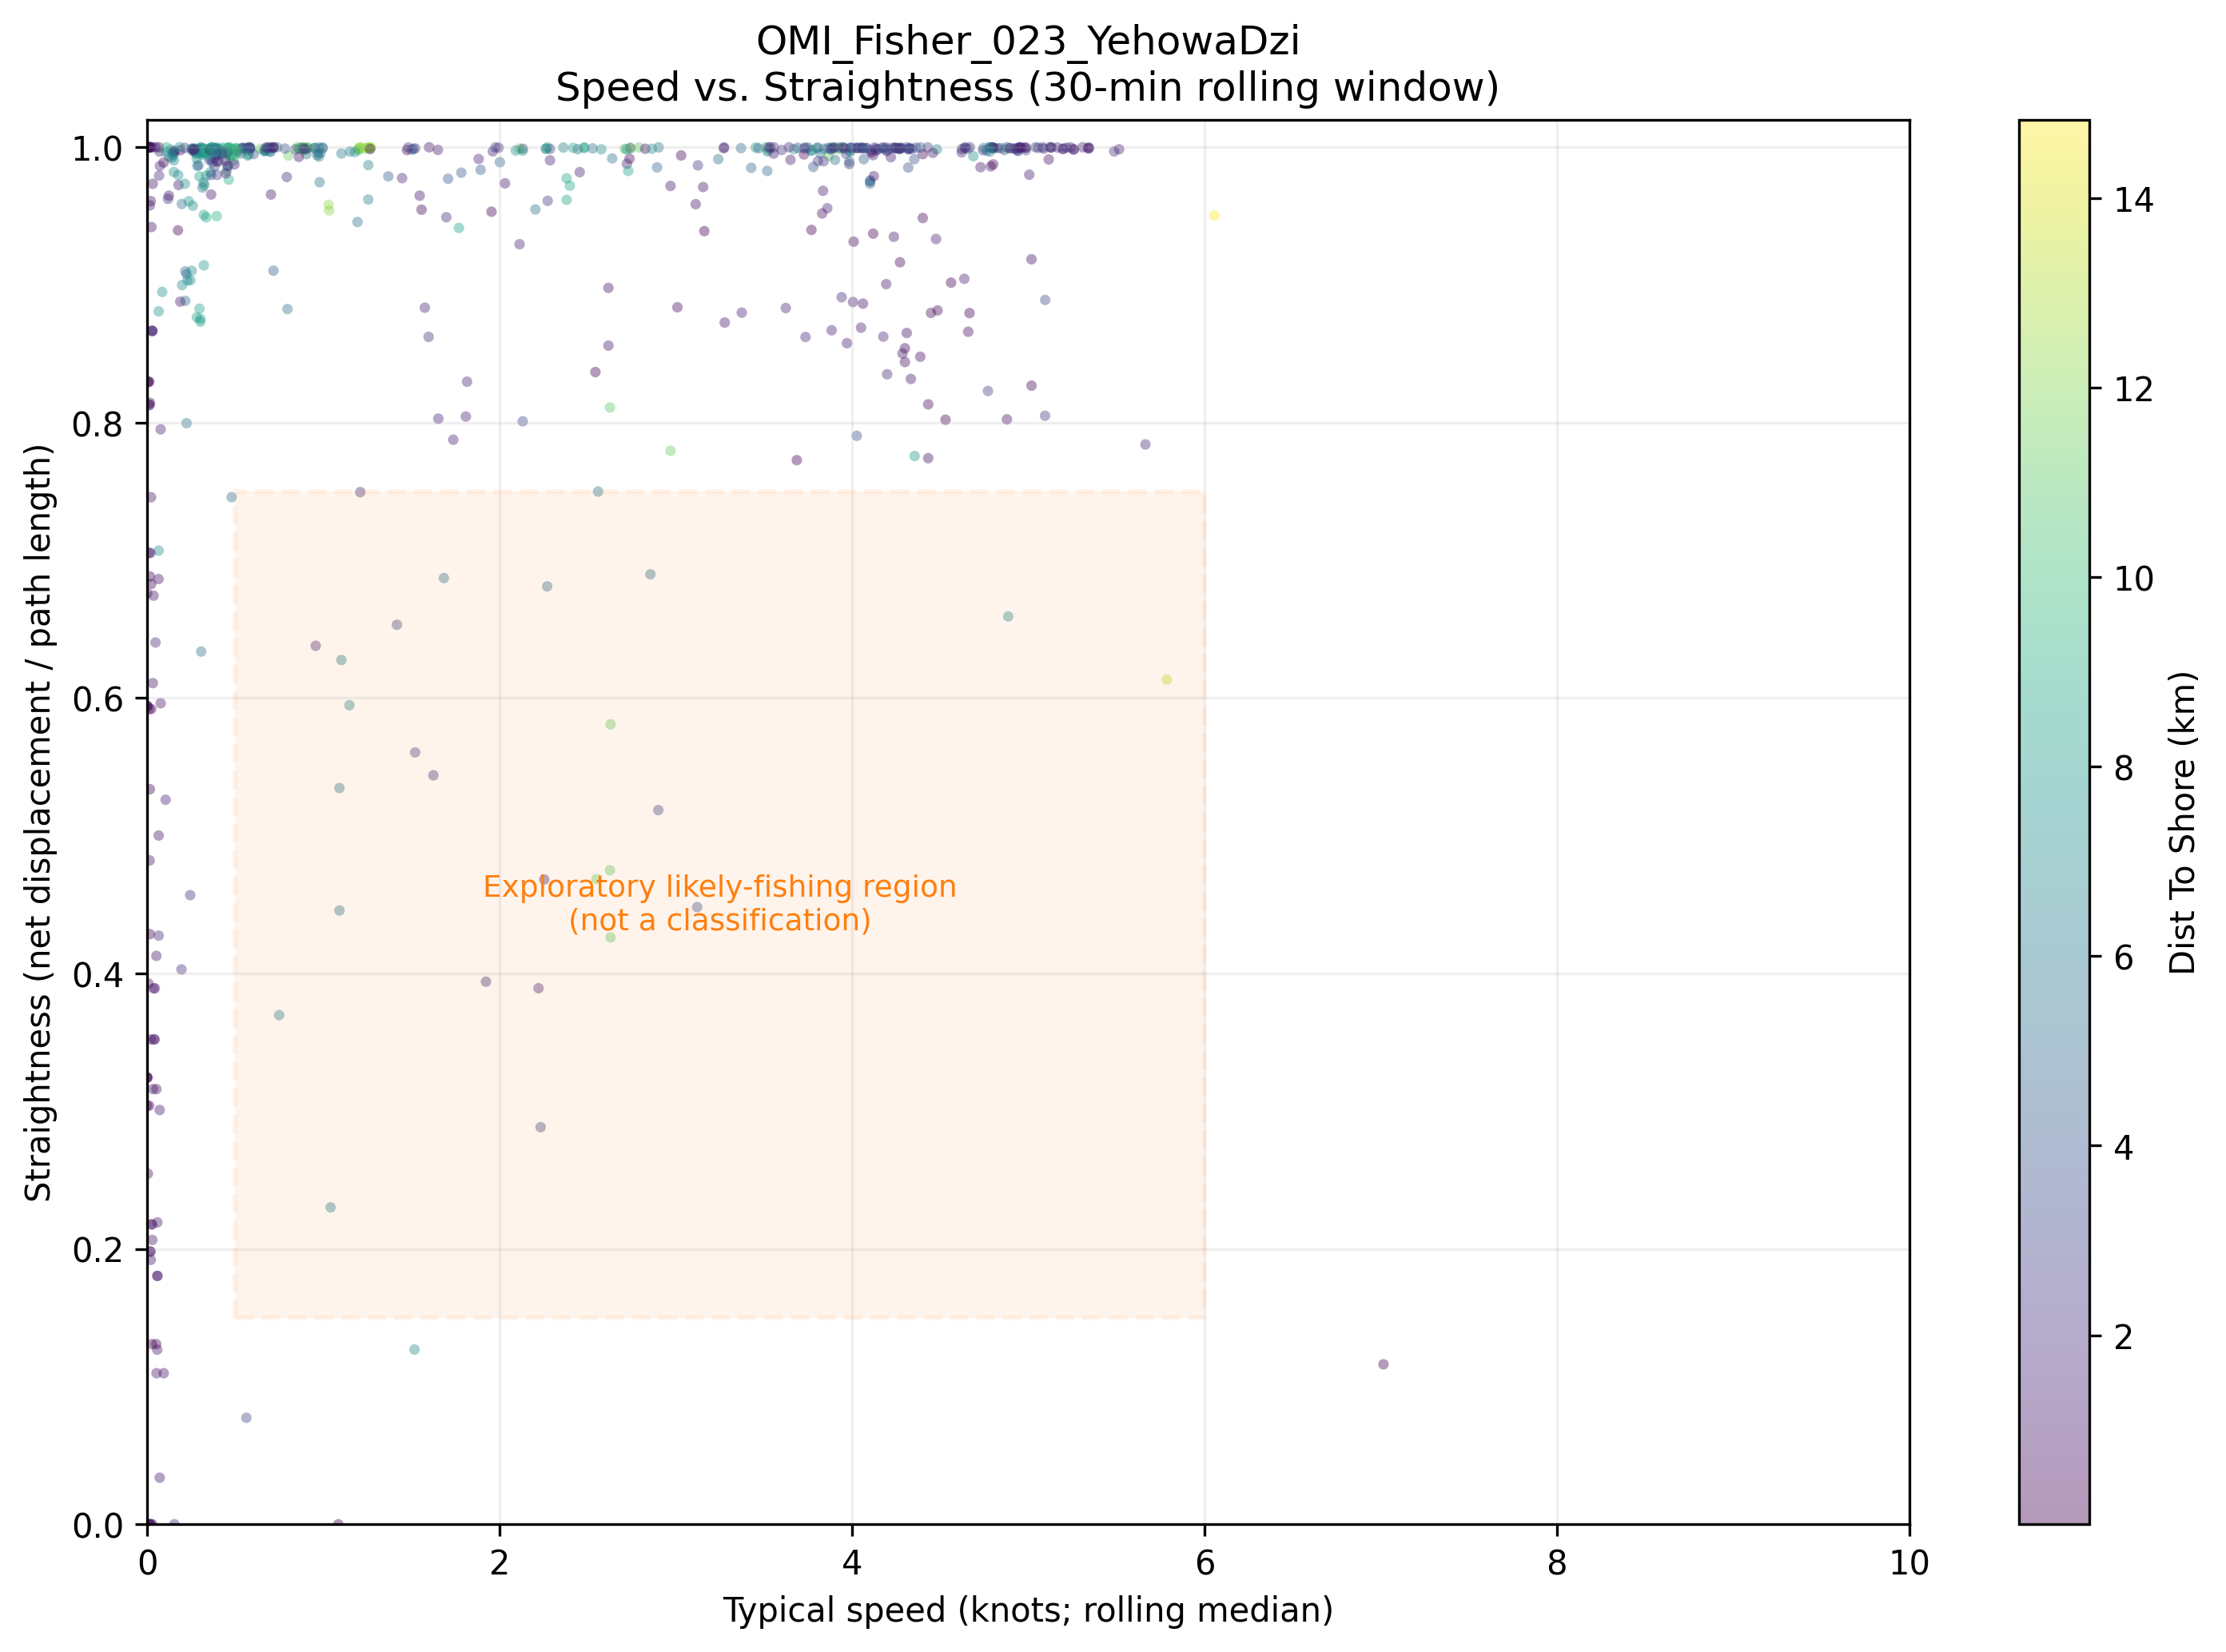 OMI_Fisher_023_YehowaDzi
Speed vs. Straightness (30-min rolling window)
1.0
0.8
0.6
0.4
0.2
0.0
Straightness (net displacement / path length)
Exploratory likely-fishing region
(not a classification)
0
2
4
6
8
10
Typical speed (knots; rolling median)
14
12
10
8
6
4
2
Dist To Shore (km)